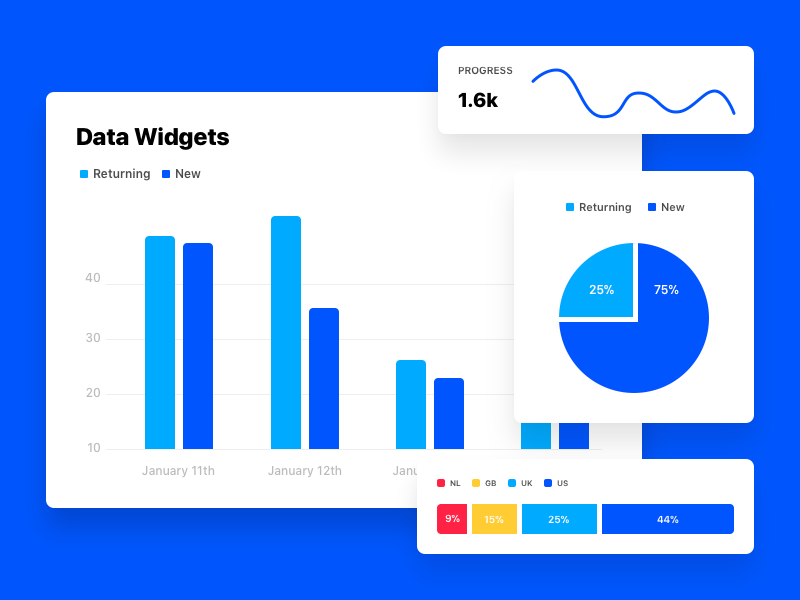 PROGRESS
1.6k
Data Widgets
Returning New
40
30
20
10
January 11th January 12th
Returning New
25% 75%
NL GB UK US
9% 15% 25% 44%